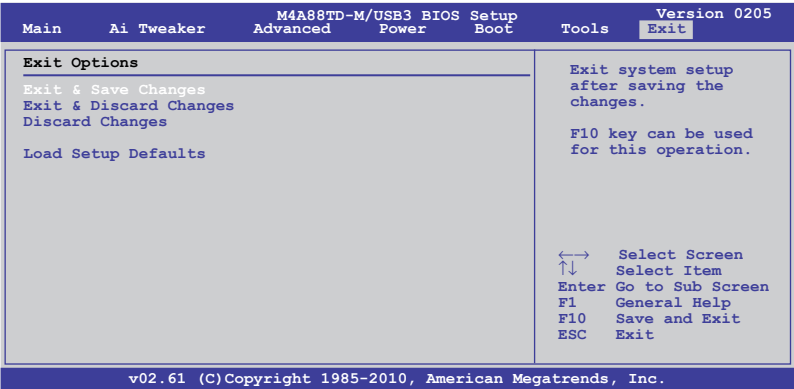 M4A88TD-M/USB3 BIOS Setup Version 0205
Main Ai Tweaker Advanced Power Boot Tools Exit
Exit Options
Exit & Save Changes
Exit & Discard Changes
Discard Changes
Load Setup Defaults
Exit system setup
after saving the
changes.
F10 key can be used
for this operation.
←→ Select Screen
↑↓ Select Item
Enter Go to Sub Screen
F1 General Help
F10 Save and Exit
ESC Exit
v02.61 (C)Copyright 1985-2010, American Megatrends, Inc.